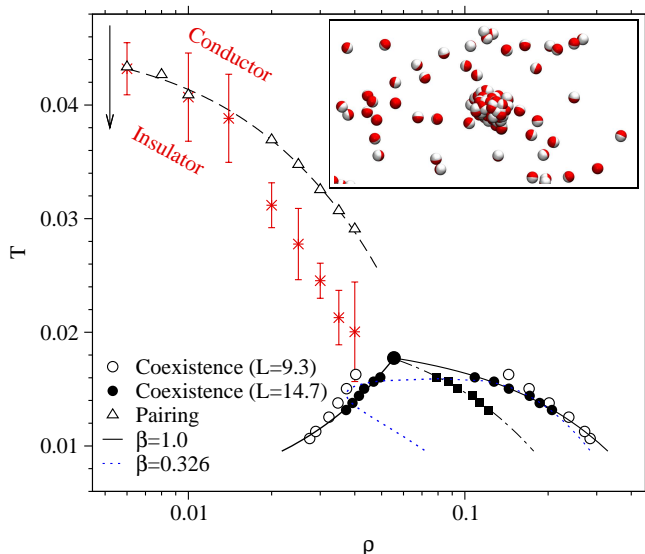 Conductor
Insulator
0.04
0.03
0.02
0.01
T
Coexistence (L=9.3)
Coexistence (L=14.7)
Pairing
β=1.0
β=0.326
0.01
0.1
ρ